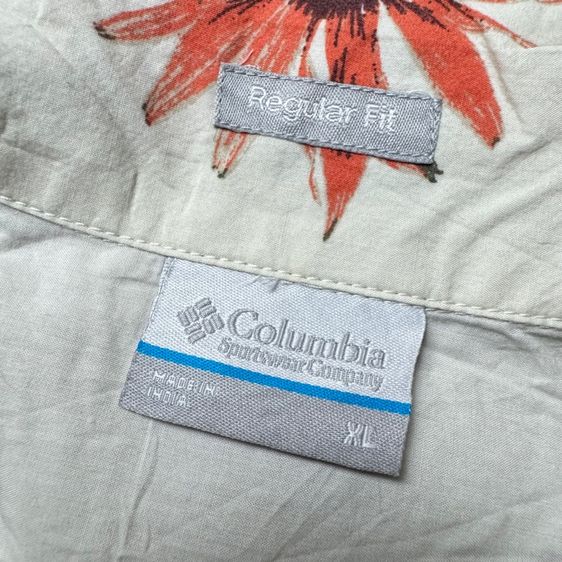 Regular Fit
Columbia
Sportswear Company
MADE IN
INDIA
XL